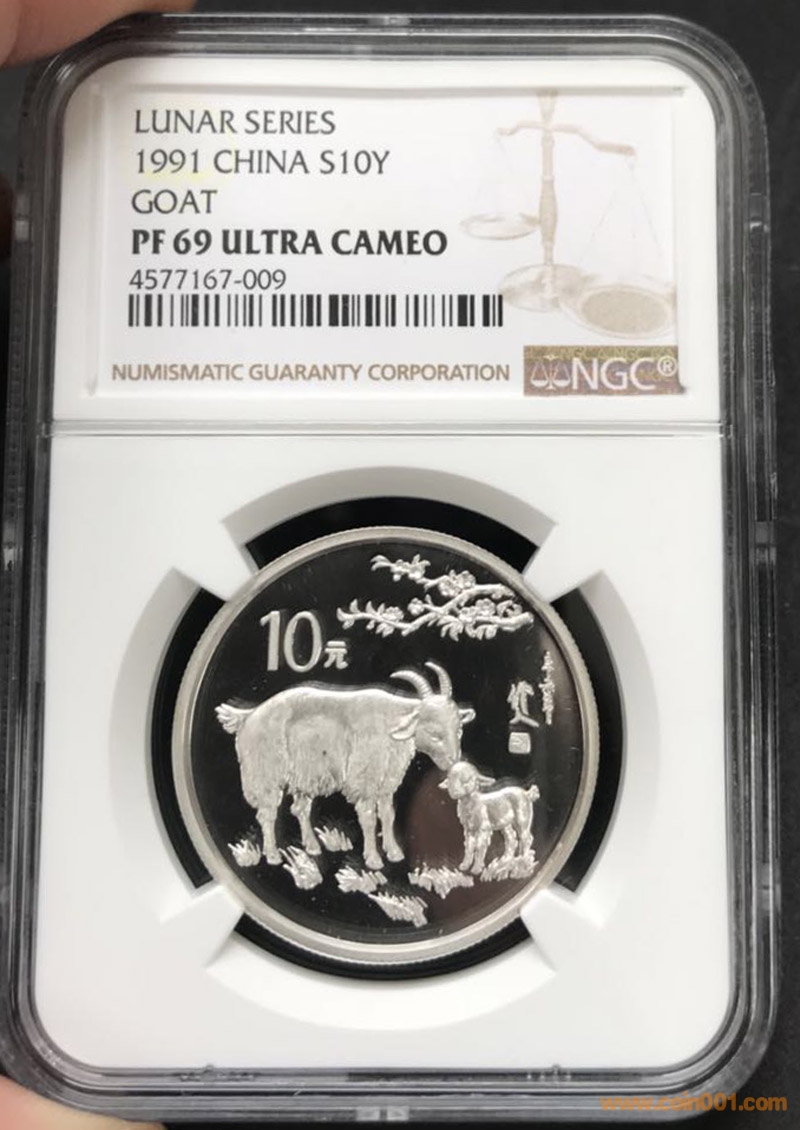 LUNAR SERIES
1991 CHINA S10Y
GOAT
PF 69 ULTRA CAMEO
4577167-009
NUMISMATIC GUARANTY CORPORATION
NGC®
10元
www.coin001.com